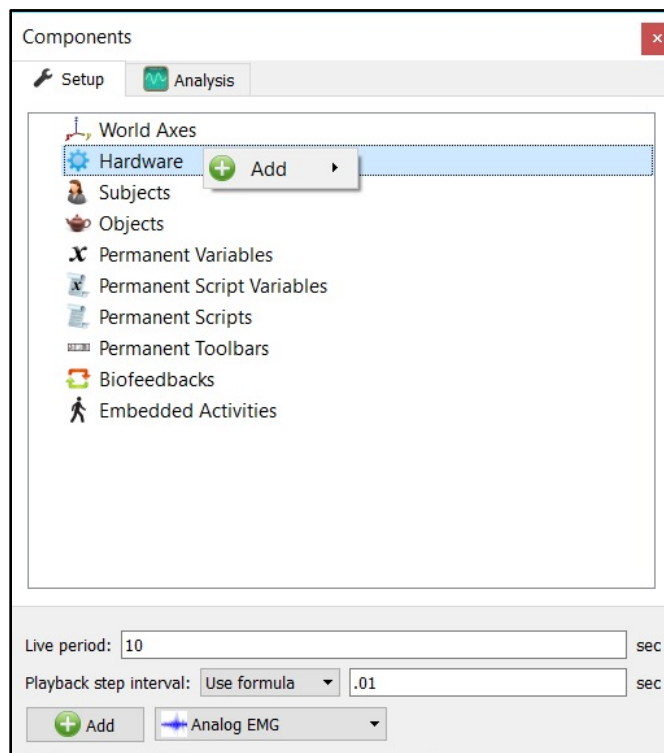 Components
Setup
Analysis
World Axes
Hardware
Add
Subjects
Objects
Permanent Variables
Permanent Script Variables
Permanent Scripts
Permanent Toolbars
Biofeedbacks
Embedded Activities
Live period: 10 sec
Playback step interval: Use formula .01 sec
Add Analog EMG